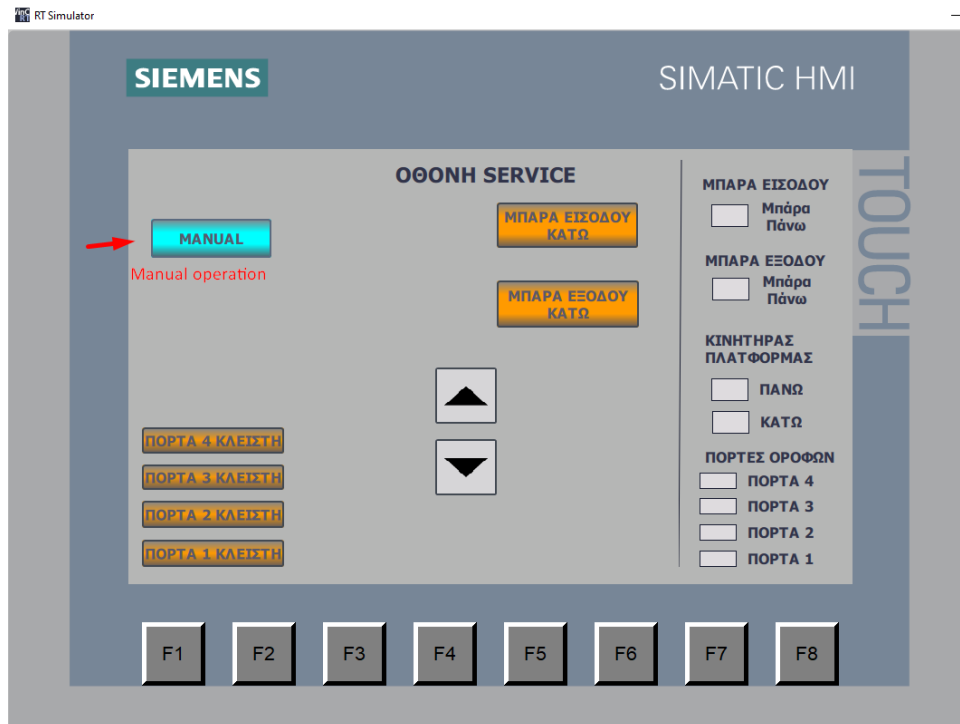 WinCC RT RT Simulator
SIEMENS
SIMATIC HMI
TOUCH
ΟΘΟΝΗ SERVICE
MANUAL
Manual operation
ΜΠΑΡΑ ΕΙΣΟΔΟΥ
ΚΑΤΩ
ΜΠΑΡΑ ΕΞΟΔΟΥ
ΚΑΤΩ
ΠΟΡΤΑ 4 ΚΛΕΙΣΤΗ
ΠΟΡΤΑ 3 ΚΛΕΙΣΤΗ
ΠΟΡΤΑ 2 ΚΛΕΙΣΤΗ
ΠΟΡΤΑ 1 ΚΛΕΙΣΤΗ
ΜΠΑΡΑ ΕΙΣΟΔΟΥ
Μπάρα
Πάνω
ΜΠΑΡΑ ΕΞΟΔΟΥ
Μπάρα
Πάνω
ΚΙΝΗΤΗΡΑΣ
ΠΛΑΤΦΟΡΜΑΣ
ΠΑΝΩ
ΚΑΤΩ
ΠΟΡΤΕΣ ΟΡΟΦΩΝ
ΠΟΡΤΑ 4
ΠΟΡΤΑ 3
ΠΟΡΤΑ 2
ΠΟΡΤΑ 1
F1 F2 F3 F4 F5 F6 F7 F8